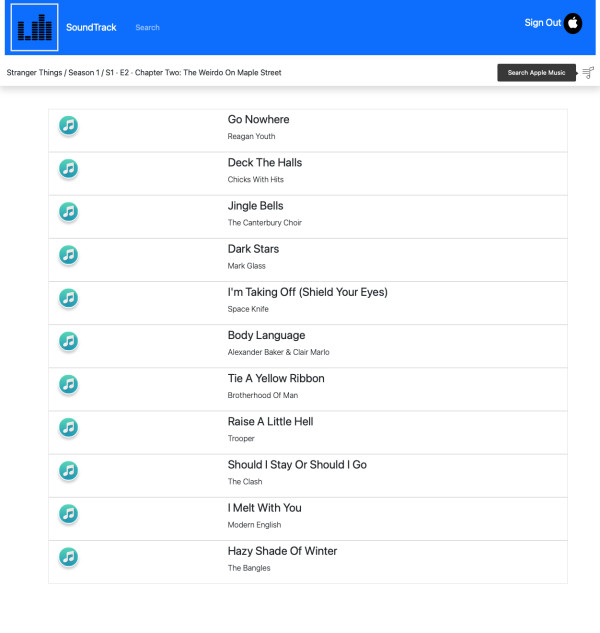 SoundTrack
Search
Sign Out
Stranger Things / Season 1 / S1 · E2 - Chapter Two: The Weirdo On Maple Street
Search Apple Music
Go Nowhere
Reagan Youth
Deck The Halls
Chicks With Hits
Jingle Bells
The Canterbury Choir
Dark Stars
Mark Glass
I'm Taking Off (Shield Your Eyes)
Space Knife
Body Language
Alexander Baker & Clair Marlo
Tie A Yellow Ribbon
Brotherhood Of Man
Raise A Little Hell
Trooper
Should I Stay Or Should I Go
The Clash
I Melt With You
Modern English
Hazy Shade Of Winter
The Bangles